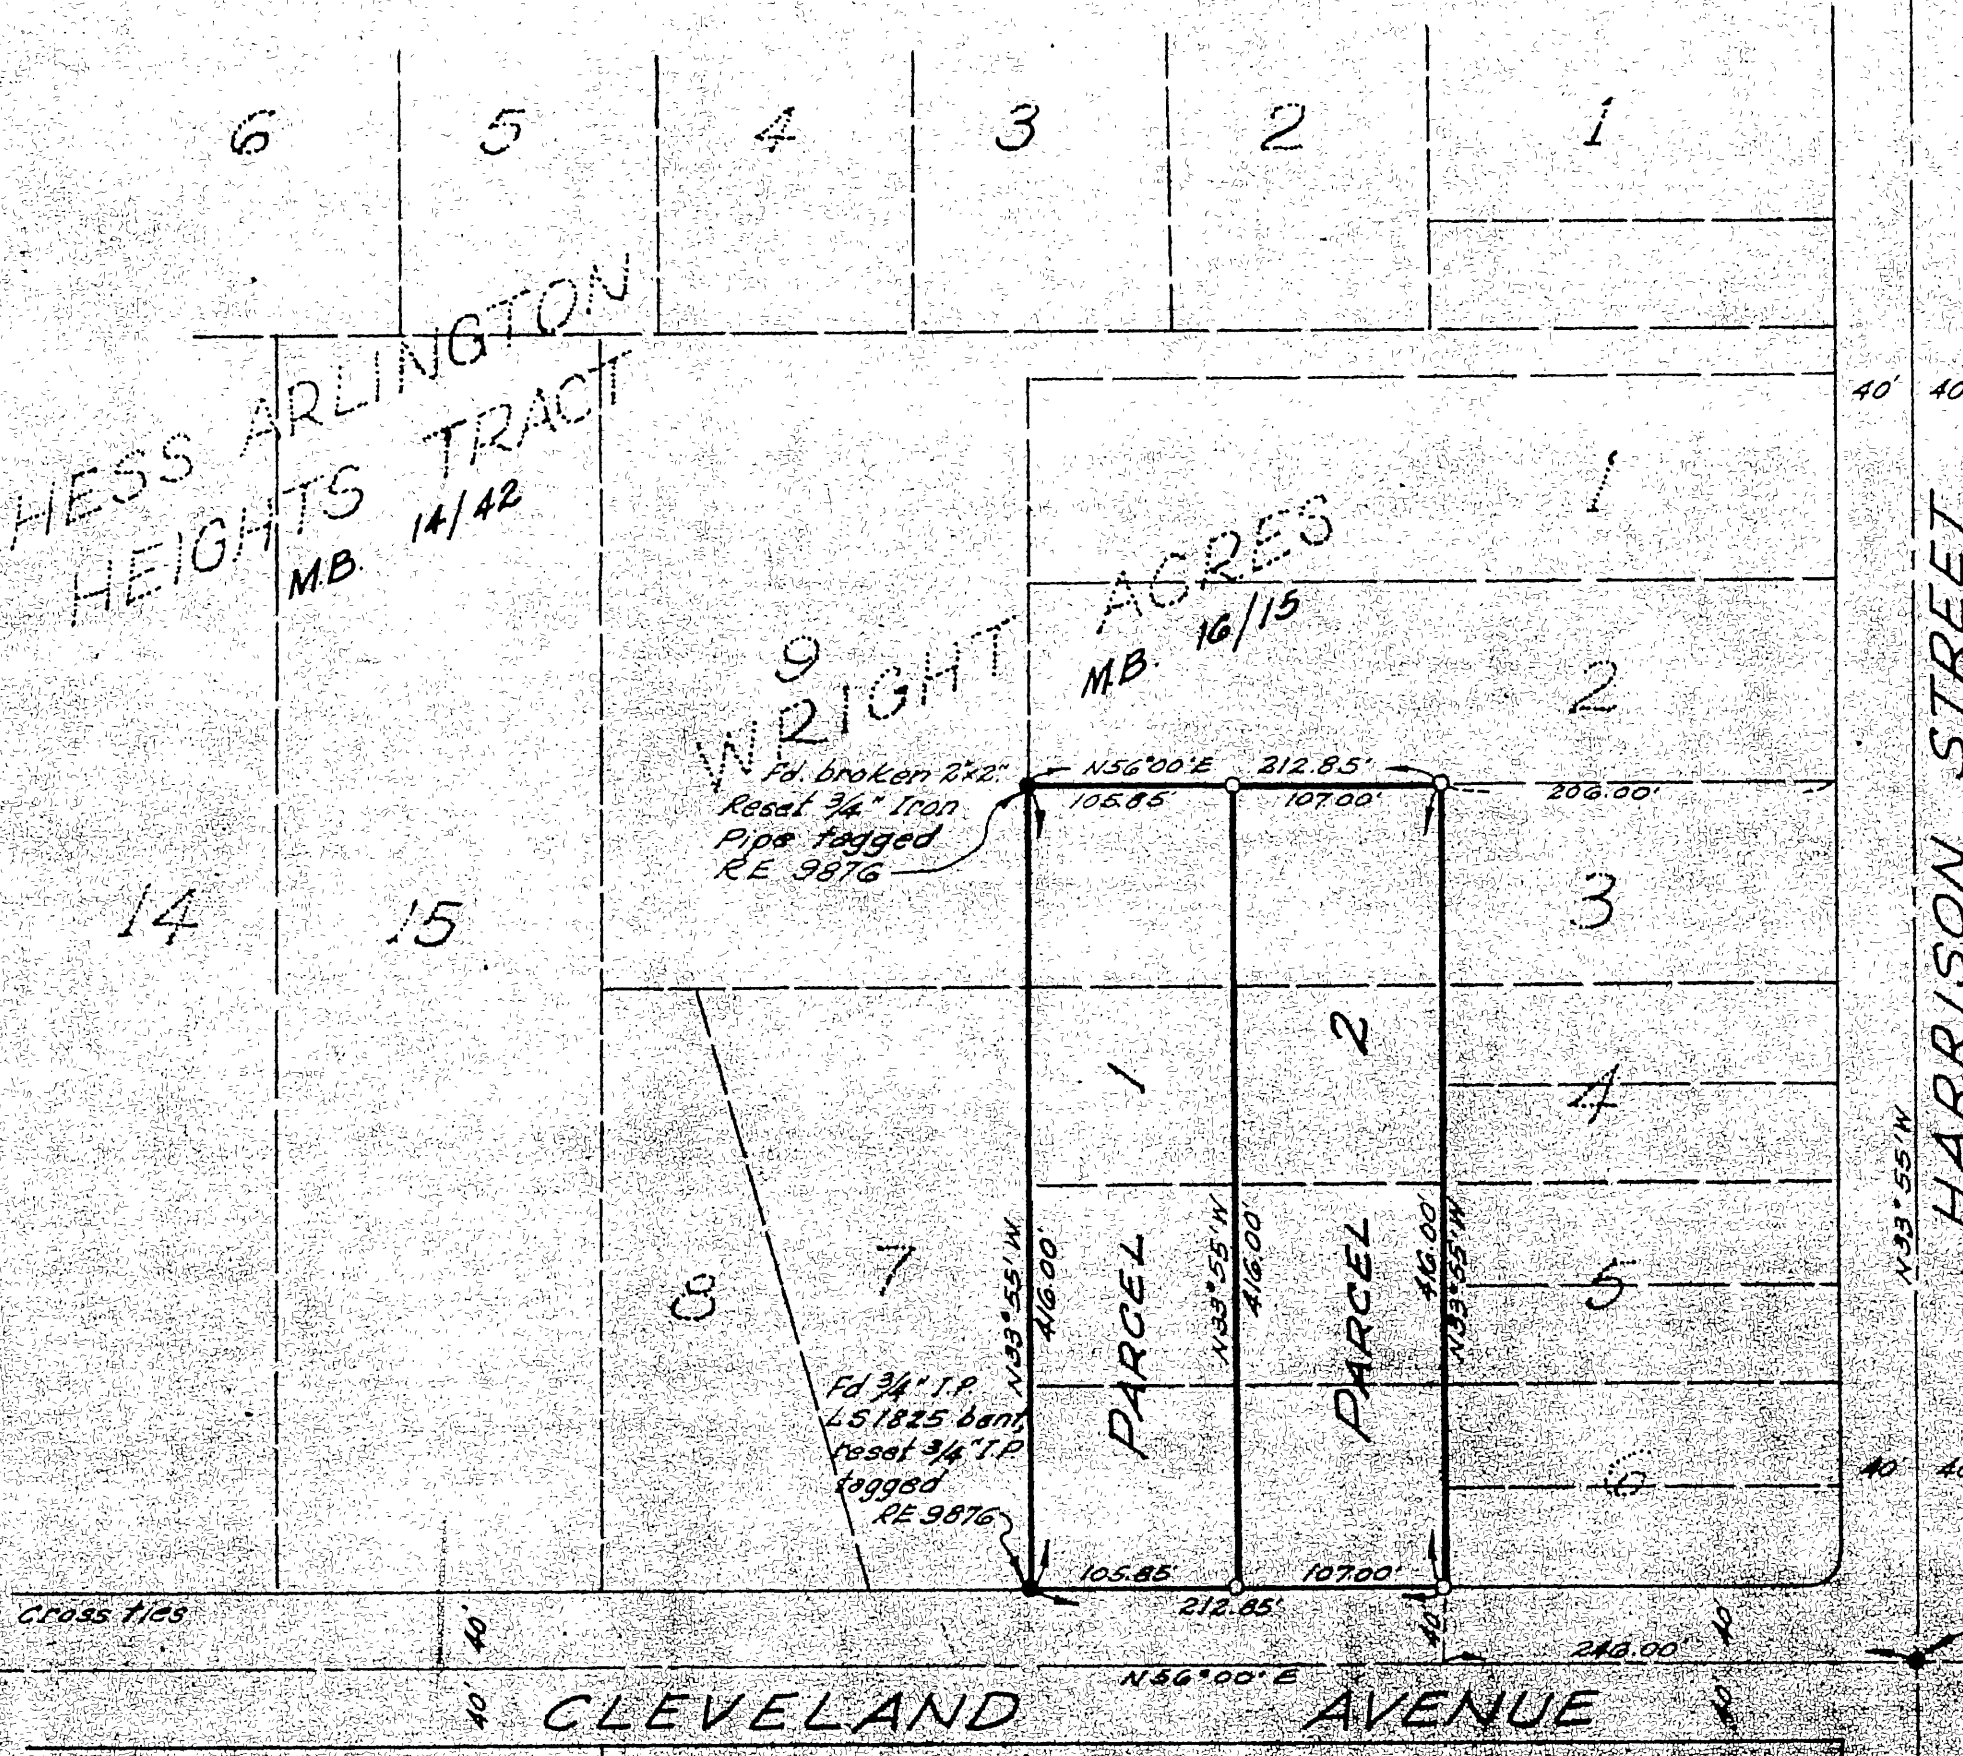 6 5 4 3 2 1
HESS ARLINGTON
HEIGHTS TRACT
M.B. 14/42
40' 40
1
WRIGHT ACRES
M.B. 16/15
9
2
HARRISON STREET
N33°55'W
Fd. broken 2"x2"
Reset 3/4" Iron
Pipe tagged
RE 9876
N56°00'E 212.85'
105.85' 107.00' 206.00'
14 15
3
1 2
4
PARCEL PARCEL
N33°55'W
416.00'
N33°55'W
416.00'
416.00'
N33°55'W
8 7
5
Fd 3/4" I.P.
LS1825 bent,
reset 3/4" I.P.
tagged
RE 9876
6
40' 40
105.85' 107.00'
212.85'
Cross ties
40' 40' 40'
246.00'
N56°00'E
40' 40'
CLEVELAND AVENUE